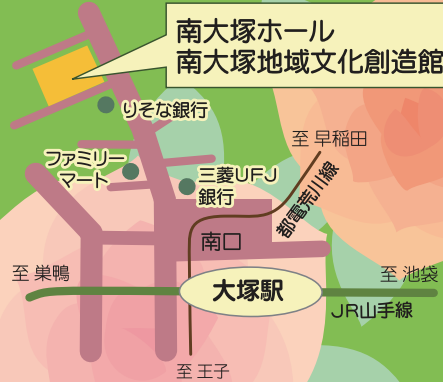 南大塚ホール
南大塚地域文化創造館
りそな銀行
至 早稲田
ファミリー
マート
三菱UFJ
銀行
都電荒川線
南口
至 巣鴨
大塚駅
至 池袋
JR山手線
至 王子